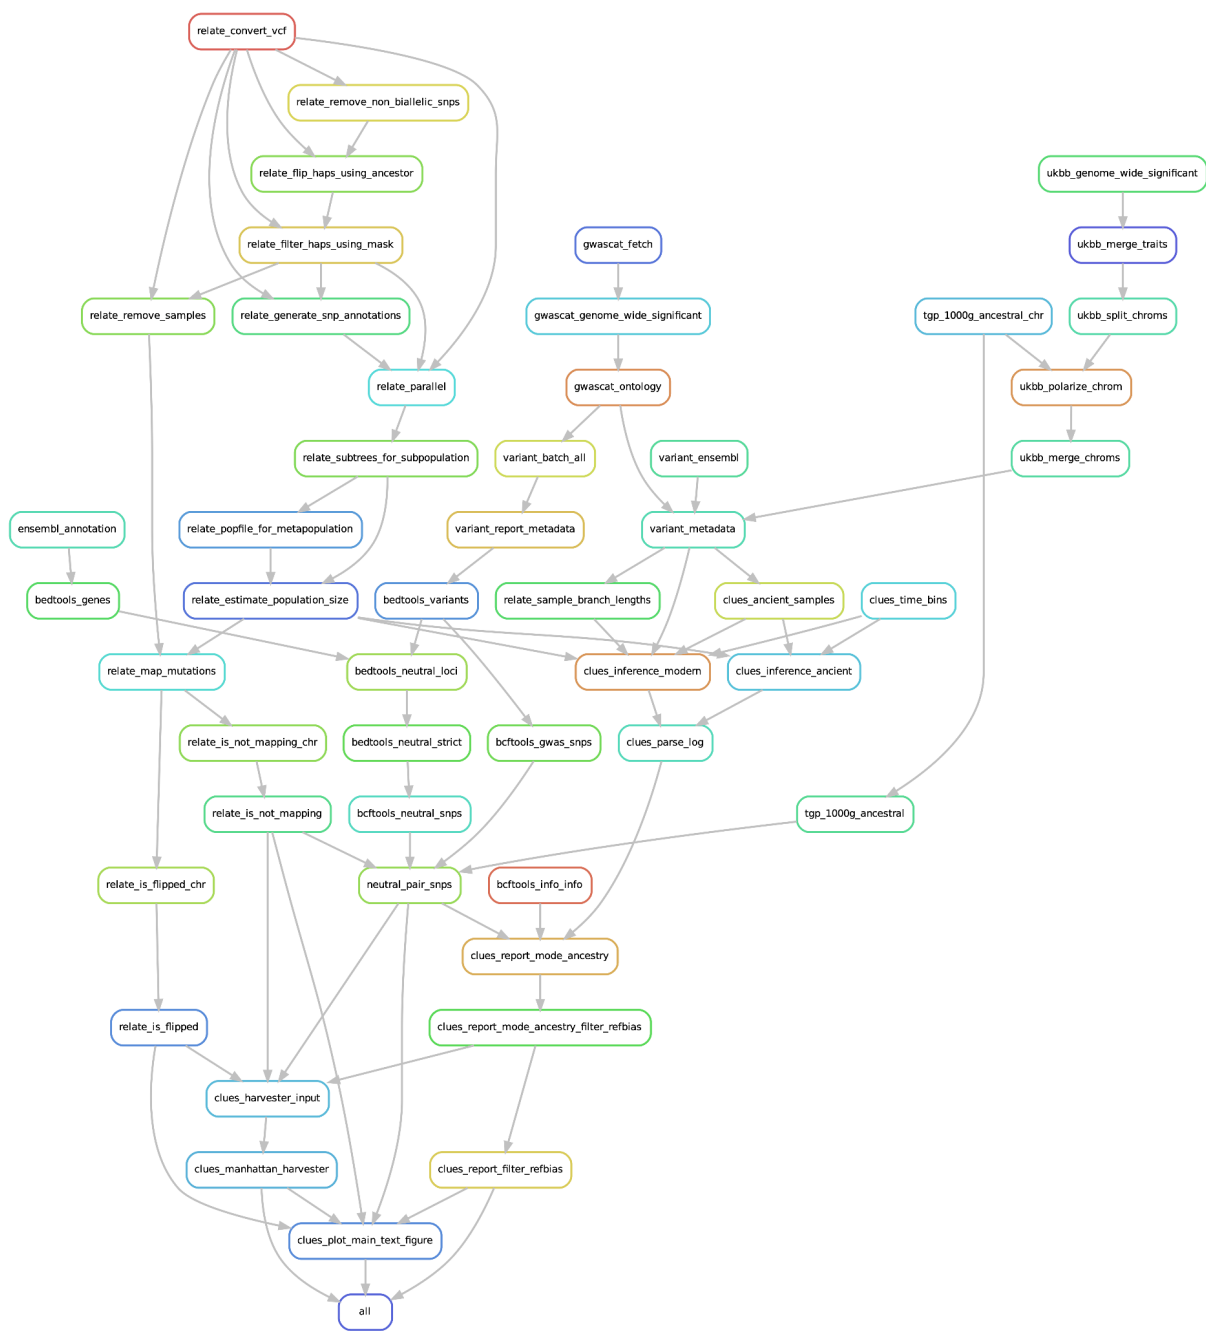 relate_convert_vcf
relate_remove_non_biallelic_snps
relate_flip_haps_using_ancestor
ukbb_genome_wide_significant
relate_filter_haps_using_mask
gwascat_fetch
ukbb_merge_traits
relate_remove_samples
relate_generate_snp_annotations
gwascat_genome_wide_significant
tgp_1000g_ancestral_chr
ukbb_split_chroms
relate_parallel
gwascat_ontology
ukbb_polarize_chrom
relate_subtrees_for_subpopulation
variant_batch_all
variant_ensembl
ukbb_merge_chroms
ensembl_annotation
relate_popfile_for_metapopulation
variant_report_metadata
variant_metadata
bedtools_genes
relate_estimate_population_size
bedtools_variants
relate_sample_branch_lengths
clues_ancient_samples
clues_time_bins
relate_map_mutations
bedtools_neutral_loci
clues_inference_modern
clues_inference_ancient
relate_is_not_mapping_chr
bedtools_neutral_strict
bcftools_gwas_snps
clues_parse_log
relate_is_not_mapping
bcftools_neutral_snps
tgp_1000g_ancestral
relate_is_flipped_chr
neutral_pair_snps
bcftools_info_info
clues_report_mode_ancestry
relate_is_flipped
clues_report_mode_ancestry_filter_refbias
clues_harvester_input
clues_manhattan_harvester
clues_report_filter_refbias
clues_plot_main_text_figure
all